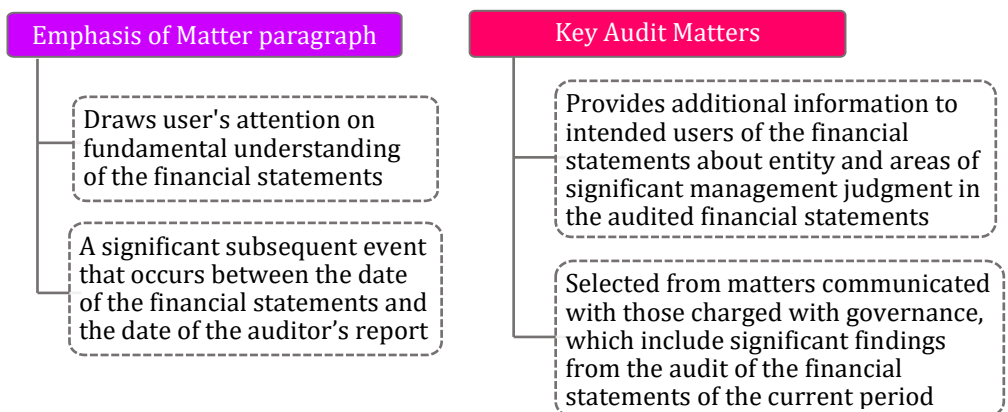 Emphasis of Matter paragraph
Draws user's attention on
fundamental understanding
of the financial statements
A significant subsequent event
that occurs between the date
of the financial statements and
the date of the auditor’s report
Key Audit Matters
Provides additional information to
intended users of the financial
statements about entity and areas of
significant management judgment in
the audited financial statements
Selected from matters communicated
with those charged with governance,
which include significant findings
from the audit of the financial
statements of the current period